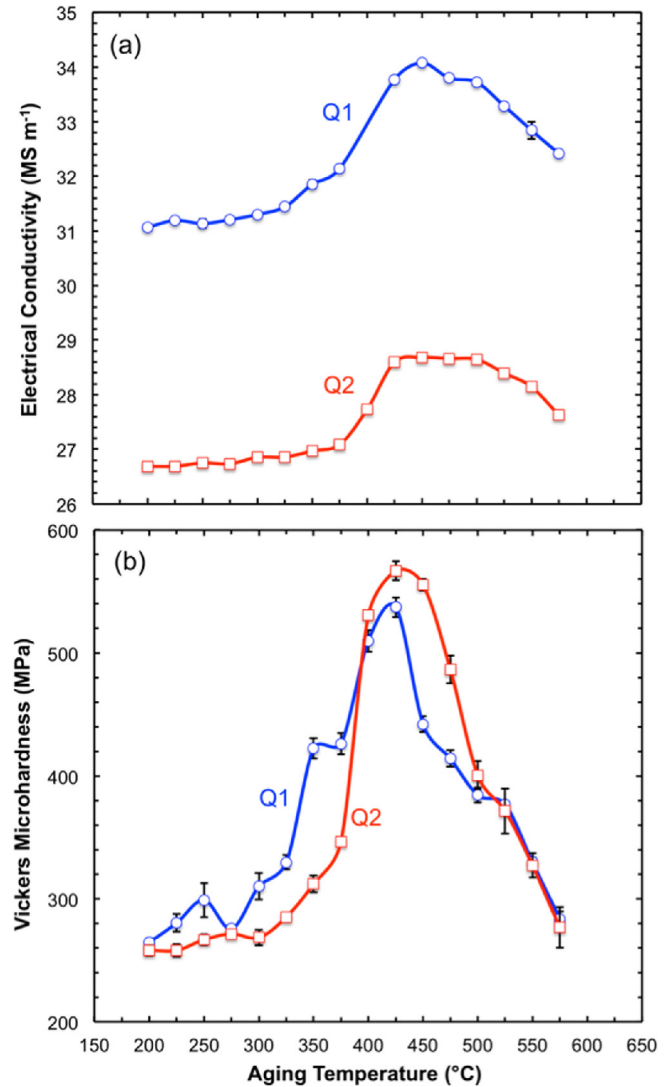 (a)
Electrical Conductivity (MS m⁻¹)
35
34
33
32
31
30
29
28
27
26
Q1
Q2
(b)
Vickers Microhardness (MPa)
600
500
400
300
200
Q1
Q2
150 200 250 300 350 400 450 500 550 600 650
Aging Temperature (°C)